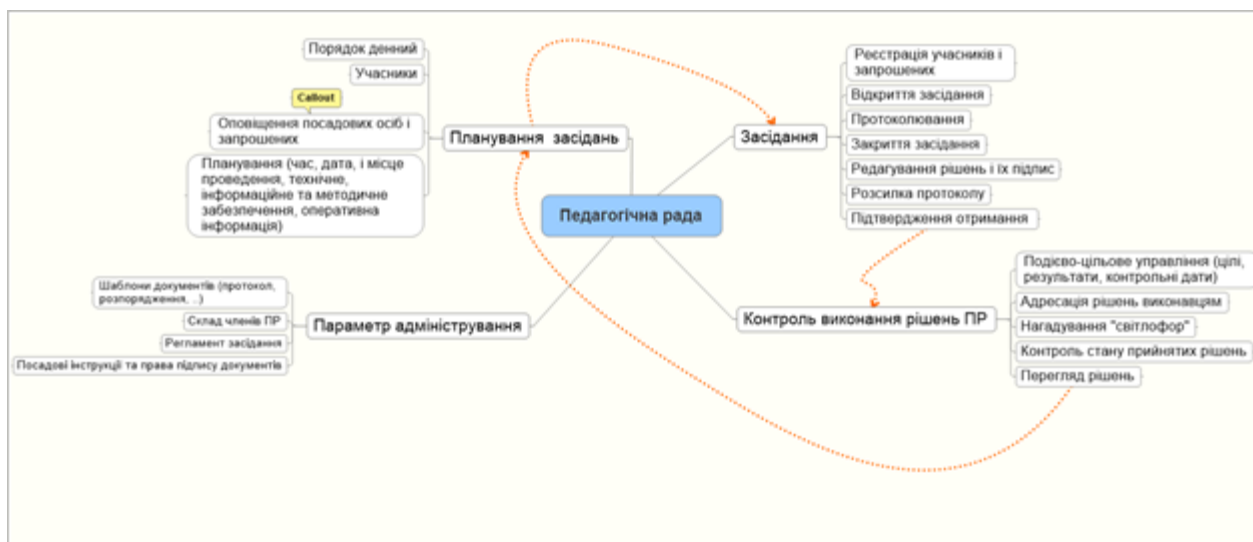 Порядок денний
Учасники
Callout
Оповіщення посадових осіб і
запрошених
Планування (час, дата, і місце
проведення, технічне,
інформаційне та методичне
забезпечення, оперативна
інформація)
Планування засідань
Шаблони документів (протокол,
розпорядження, ..)
Склад членів ПР
Регламент засідання
Посадові інструкції та права підпису документів
Параметр адміністрування
Педагогічна рада
Засідання
Реєстрація учасників і
запрошених
Відкриття засідання
Протоколювання
Закриття засідання
Редагування рішень і їх підпис
Розсилка протоколу
Підтвердження отримання
Контроль виконання рішень ПР
Подієво-цільове управління (цілі,
результати, контрольні дати)
Адресація рішень виконавцям
Нагадування "світлофор"
Контроль стану прийнятих рішень
Перегляд рішень